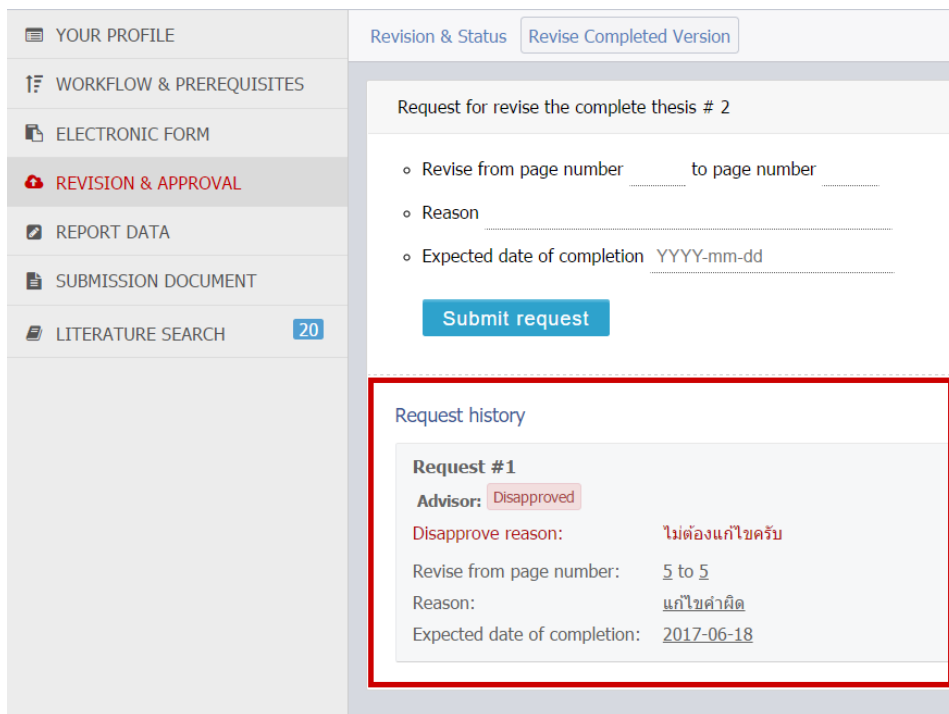 YOUR PROFILE
WORKFLOW & PREREQUISITES
ELECTRONIC FORM
REVISION & APPROVAL
REPORT DATA
SUBMISSION DOCUMENT
LITERATURE SEARCH 20
Revision & Status Revise Completed Version
Request for revise the complete thesis # 2
Revise from page number to page number
Reason
Expected date of completion YYYY-mm-dd
Submit request
Request history
Request #1
Advisor: Disapproved
Disapprove reason: ไม่ต้องแก้ไขครับ
Revise from page number: 5 to 5
Reason: แก้ไขคำผิด
Expected date of completion: 2017-06-18